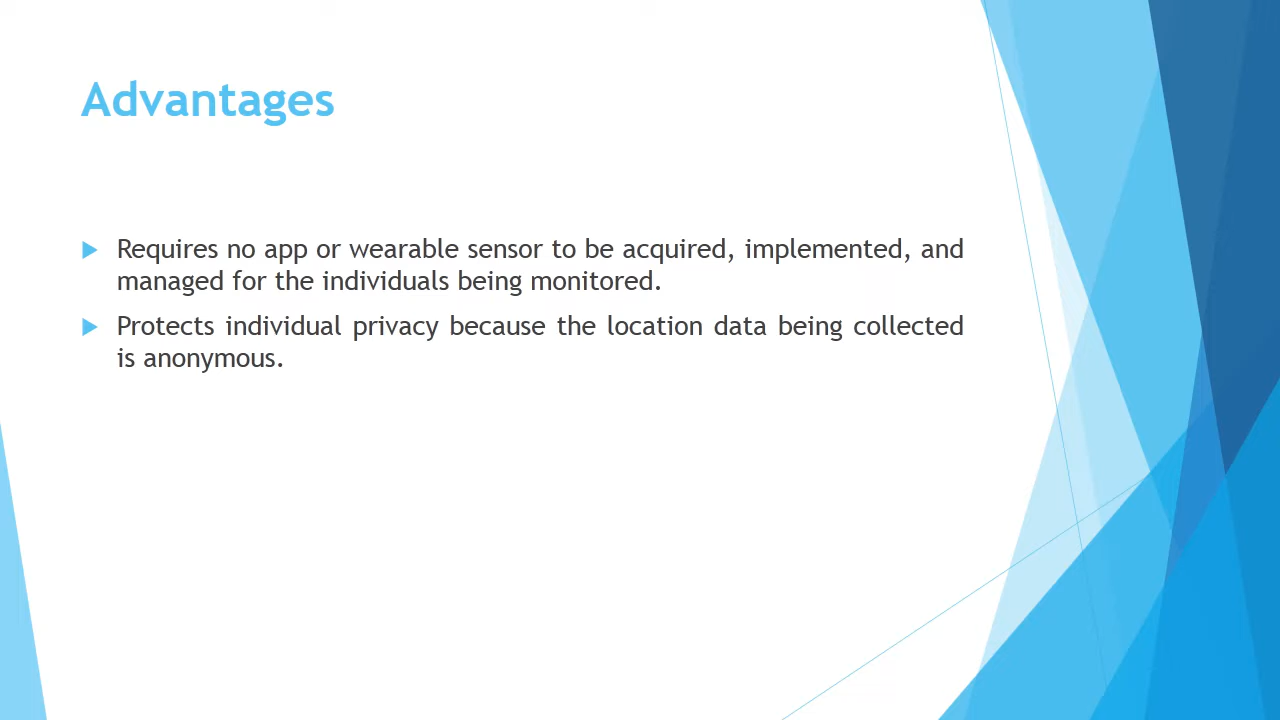 Advantages
Requires no app or wearable sensor to be acquired, implemented, and
managed for the individuals being monitored.
Protects individual privacy because the location data being collected
is anonymous.